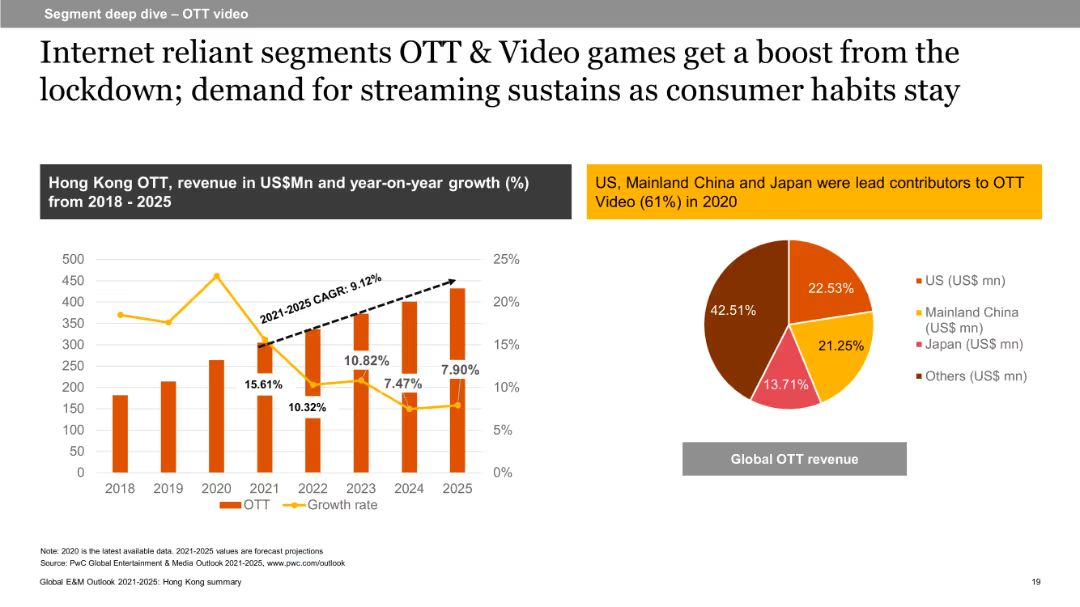 Segment deep dive – OTT video
Internet reliant segments OTT & Video games get a boost from the
lockdown; demand for streaming sustains as consumer habits stay
Hong Kong OTT, revenue in US$Mn and year-on-year growth (%)
from 2018 - 2025
500
450
400
350
300
250
200
150
100
50
0
25%
20%
15%
10%
5%
0%
2021-2025 CAGR: 9.12%
15.61%
10.32%
10.82%
7.47%
7.90%
2018 2019 2020 2021 2022 2023 2024 2025
OTT Growth rate
US, Mainland China and Japan were lead contributors to OTT
Video (61%) in 2020
22.53%
21.25%
13.71%
42.51%
US (US$ mn)
Mainland China
(US$ mn)
Japan (US$ mn)
Others (US$ mn)
Global OTT revenue
Note: 2020 is the latest available data. 2021-2025 values are forecast projections
Source: PwC Global Entertainment & Media Outlook 2021-2025, www.pwc.com/outlook
Global E&M Outlook 2021-2025: Hong Kong summary
19